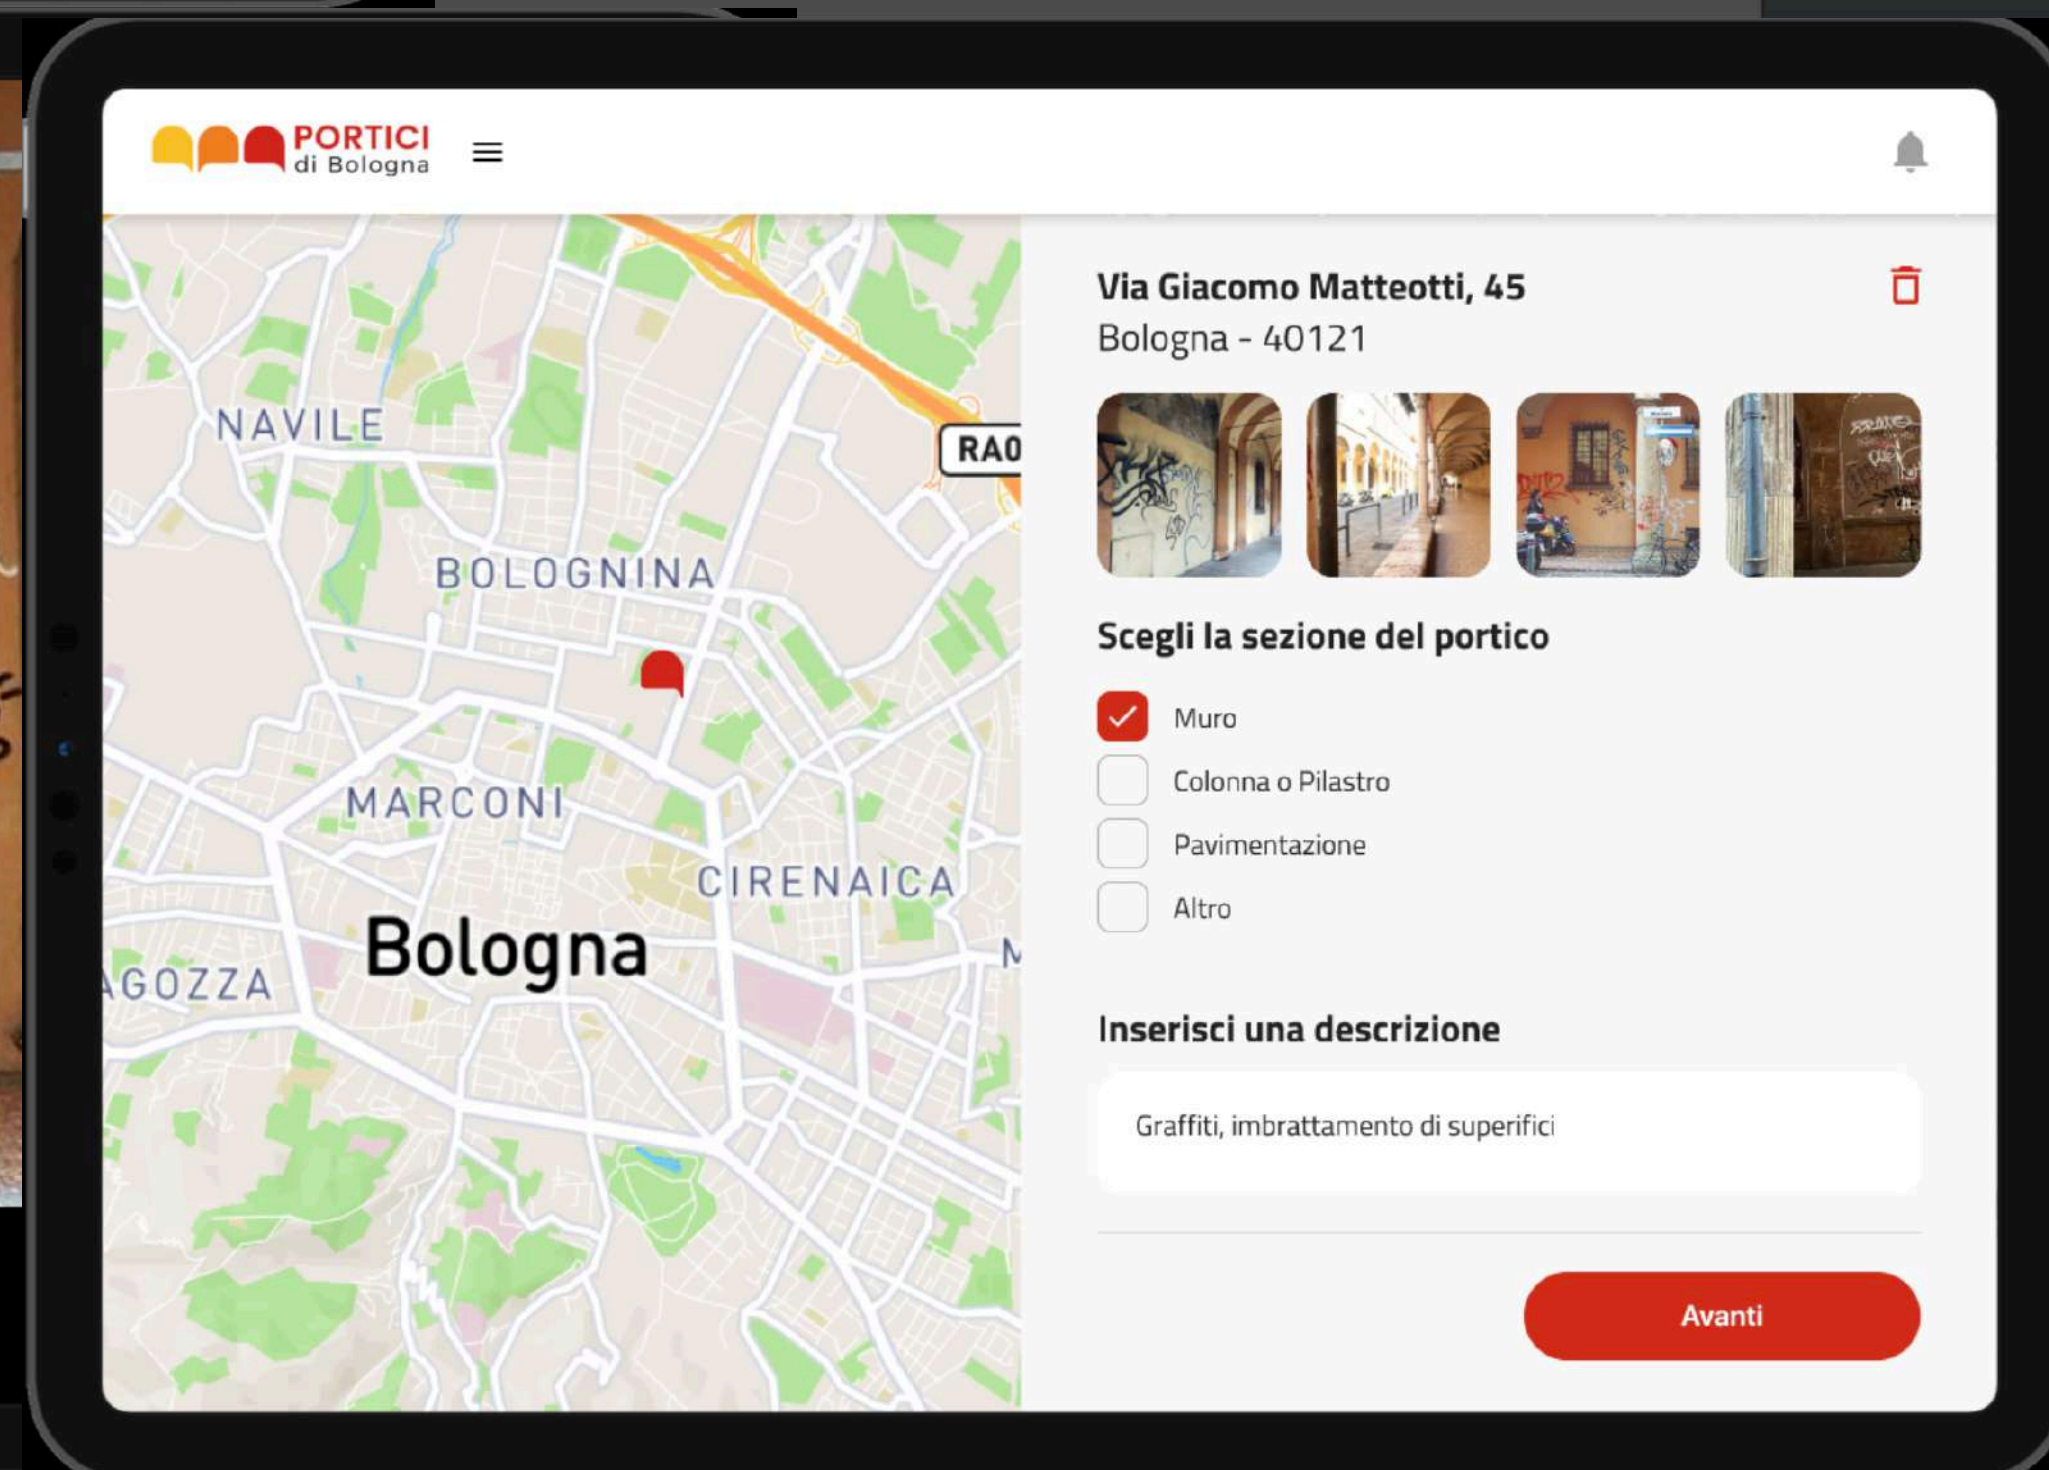 PORTICI
di Bologna
NAVILE
RA0
BOLOGNINA
MARCONI
CIRENAICA
Bologna
AGOZZA
M
Via Giacomo Matteotti, 45
Bologna - 40121
Scegli la sezione del portico
Muro
Colonna o Pilastro
Pavimentazione
Altro
Inserisci una descrizione
Graffiti, imbrattamento di superifici
Avanti